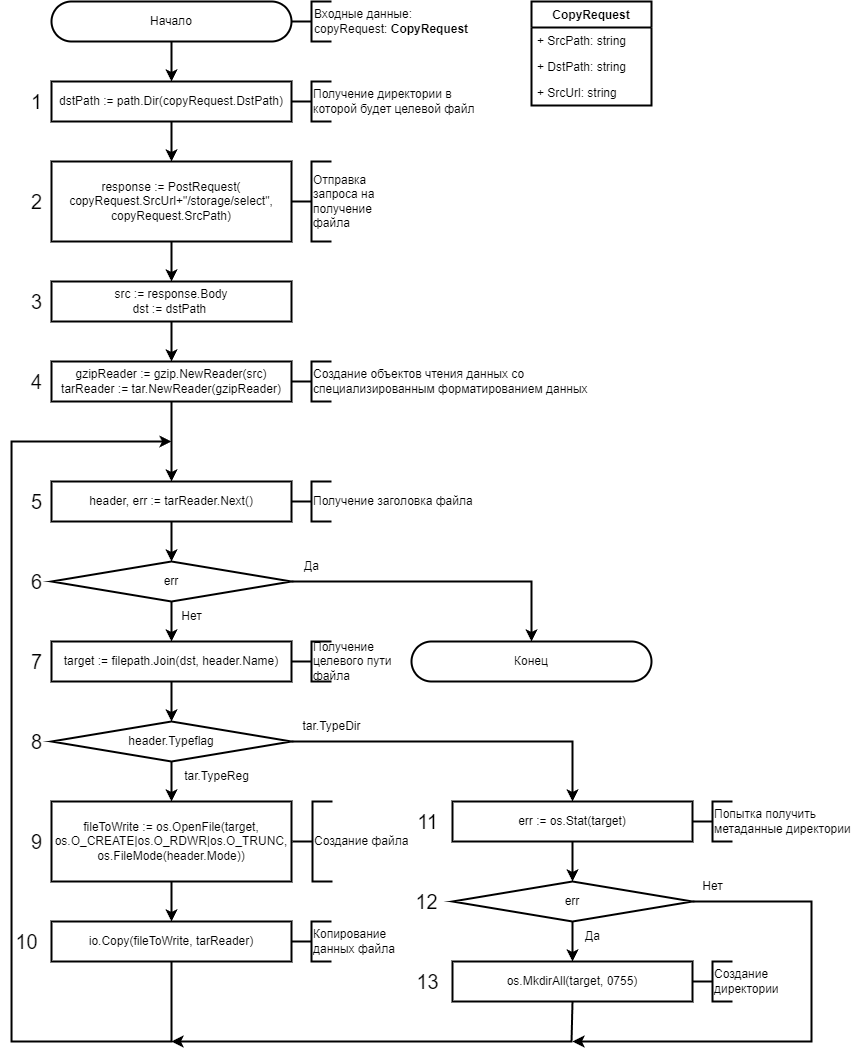 Начало
Входные данные:
copyRequest: CopyRequest
CopyRequest
+ SrcPath: string
+ DstPath: string
+ SrcUrl: string
1
dstPath := path.Dir(copyRequest.DstPath)
Получение директории в
которой будет целевой файл
2
response := PostRequest(
copyRequest.SrcUrl+"/storage/select",
copyRequest.SrcPath)
Отправка
запроса на
получение
файла
3
src := response.Body
dst := dstPath
4
gzipReader := gzip.NewReader(src)
tarReader := tar.NewReader(gzipReader)
Создание объектов чтения данных со
специализированным форматированием данных
5
header, err := tarReader.Next()
Получение заголовка файла
6
err
Да
Нет
7
target := filepath.Join(dst, header.Name)
Получение
целевого пути
файла
Конец
8
header.Typeflag
tar.TypeDir
tar.TypeReg
9
fileToWrite := os.OpenFile(target,
os.O_CREATE|os.O_RDWR|os.O_TRUNC,
os.FileMode(header.Mode))
Создание файла
11
err := os.Stat(target)
Попытка получить
метаданные директории
12
err
Нет
Да
10
io.Copy(fileToWrite, tarReader)
Копирование
данных файла
13
os.MkdirAll(target, 0755)
Создание
директории